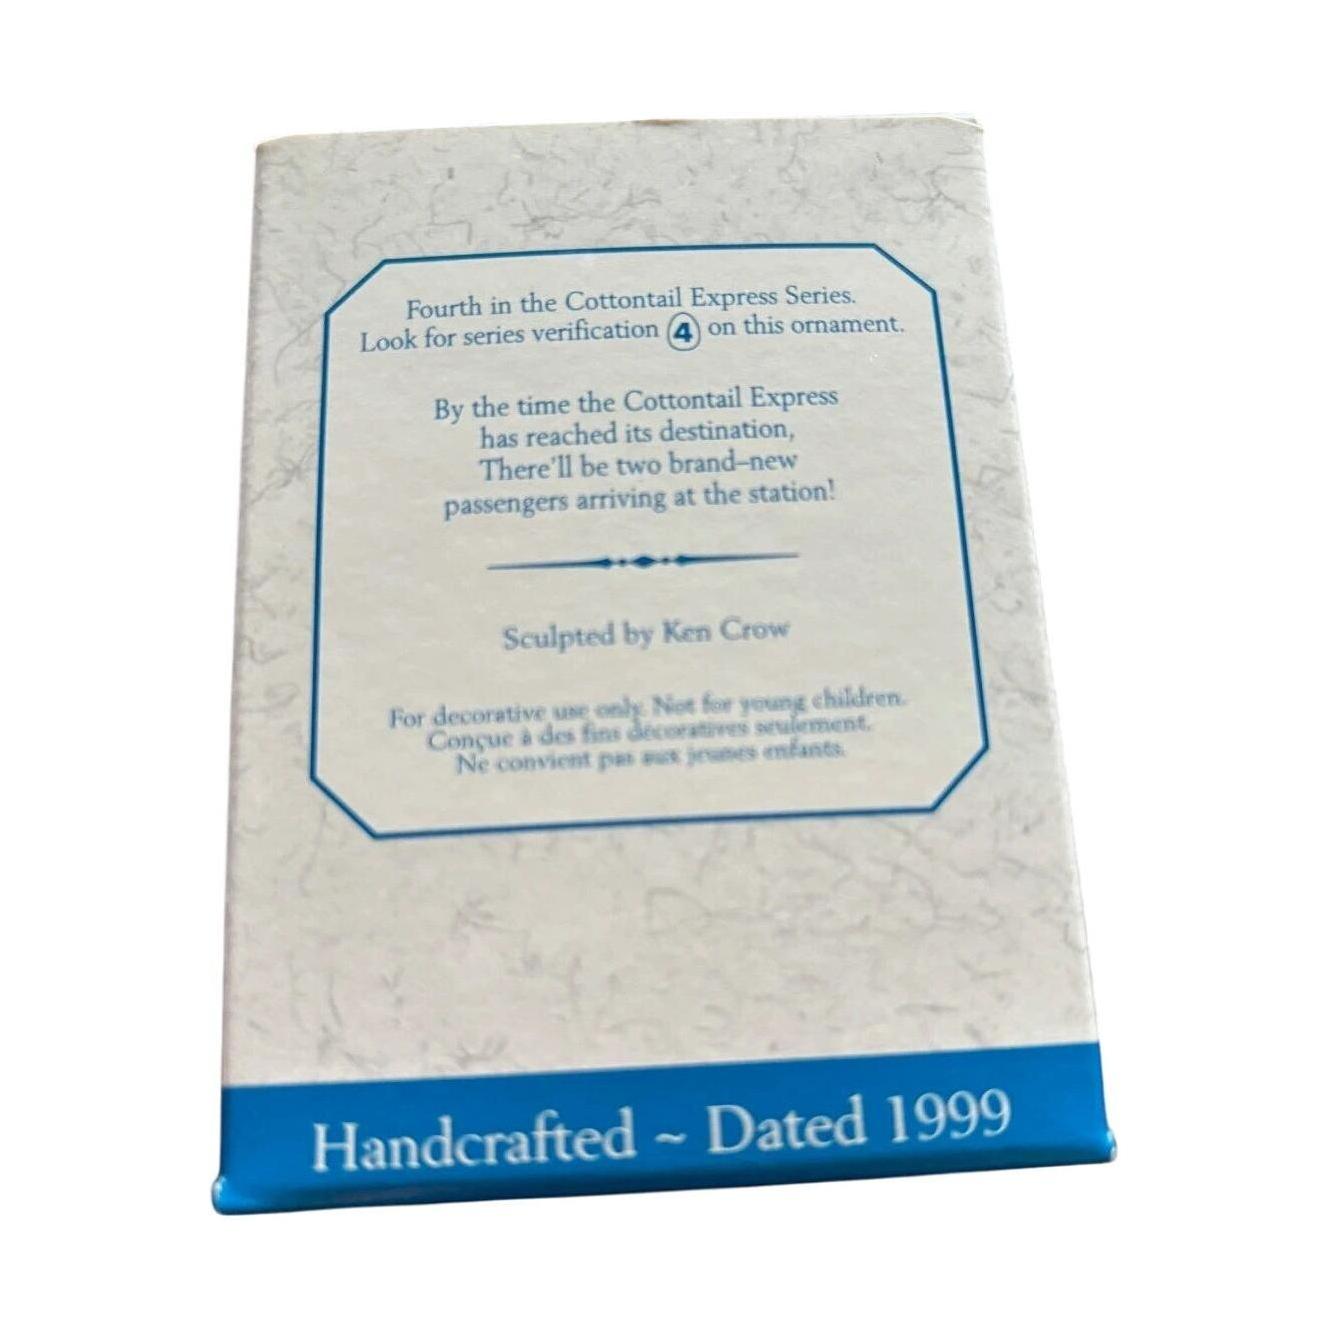 Fourth in the Cottontail Express Series.
Look for series verification 4 on this ornament.
By the time the Cottontail Express
has reached its destination,
There'll be two brand–new
passengers arriving at the station!
Sculpted by Ken Crow
For decorative use only. Not for young children.
Conçue à des fins décoratives seulement.
Ne convient pas aux jeunes enfants.
Handcrafted ~ Dated 1999